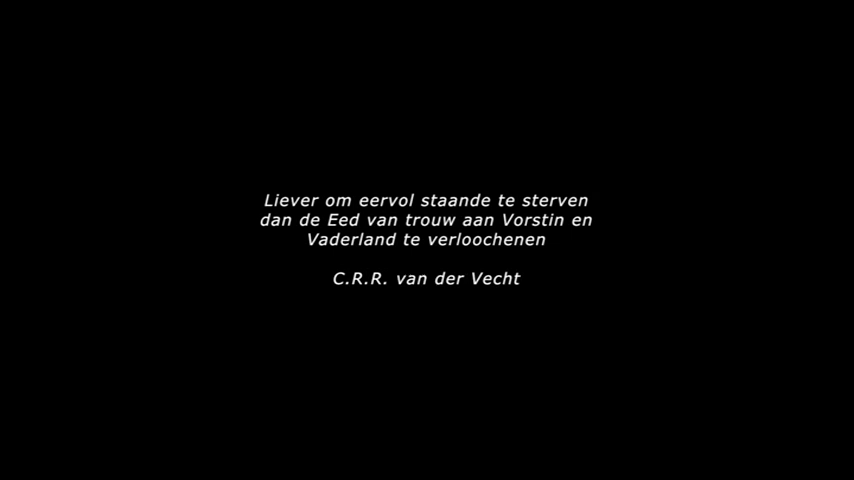 Liever om eervol staande te sterven
dan de Eed van trouw aan Vorstin en
Vaderland te verloochenen
C.R.R. van der Vecht